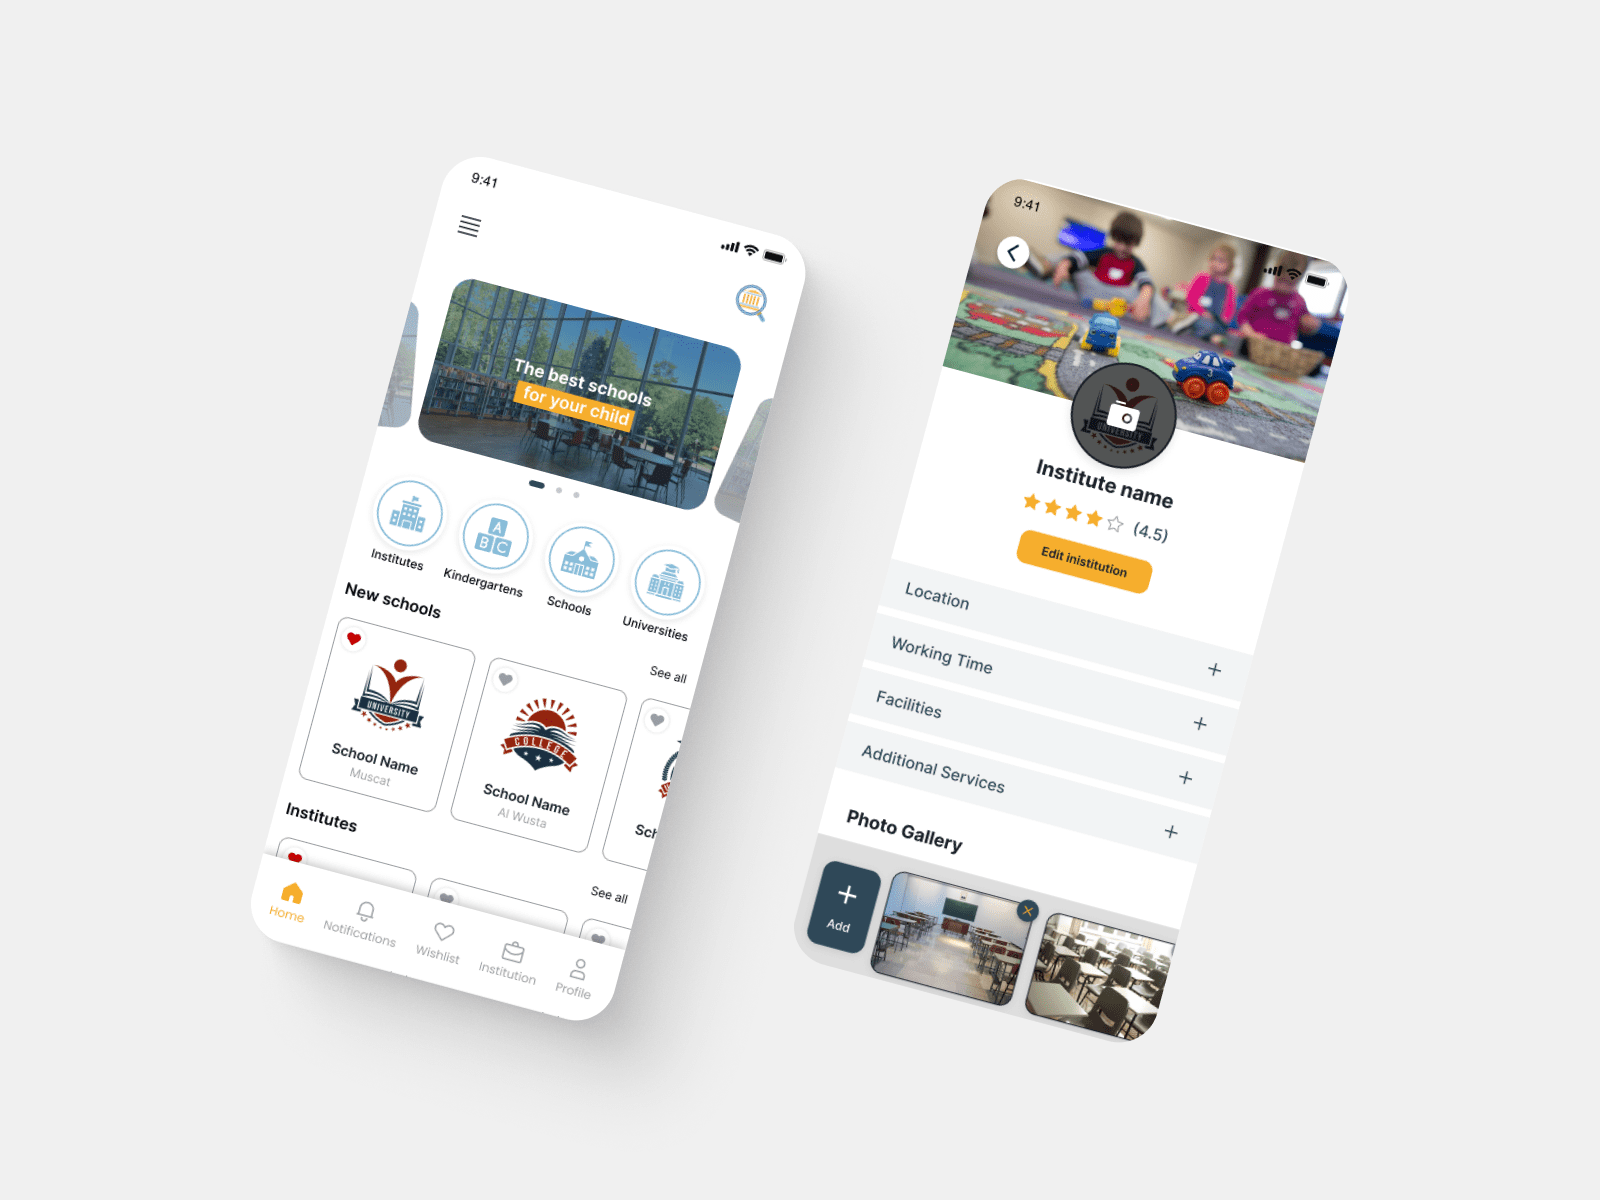 9:41
The best schools
for your child
Institutes
Kindergartens
Schools
Universities
A
B C
New schools
See all
UNIVERSITY
School Name
Muscat
COLLEGE
School Name
Al Wusta
Sch
Institutes
See all
Home
Notifications
Wishlist
Institution
Profile
9:41
3
UNIVERSITY
Institute name
(4.5)
Edit inistitution
Location
Working Time
Facilities
Additional Services
Photo Gallery
Add